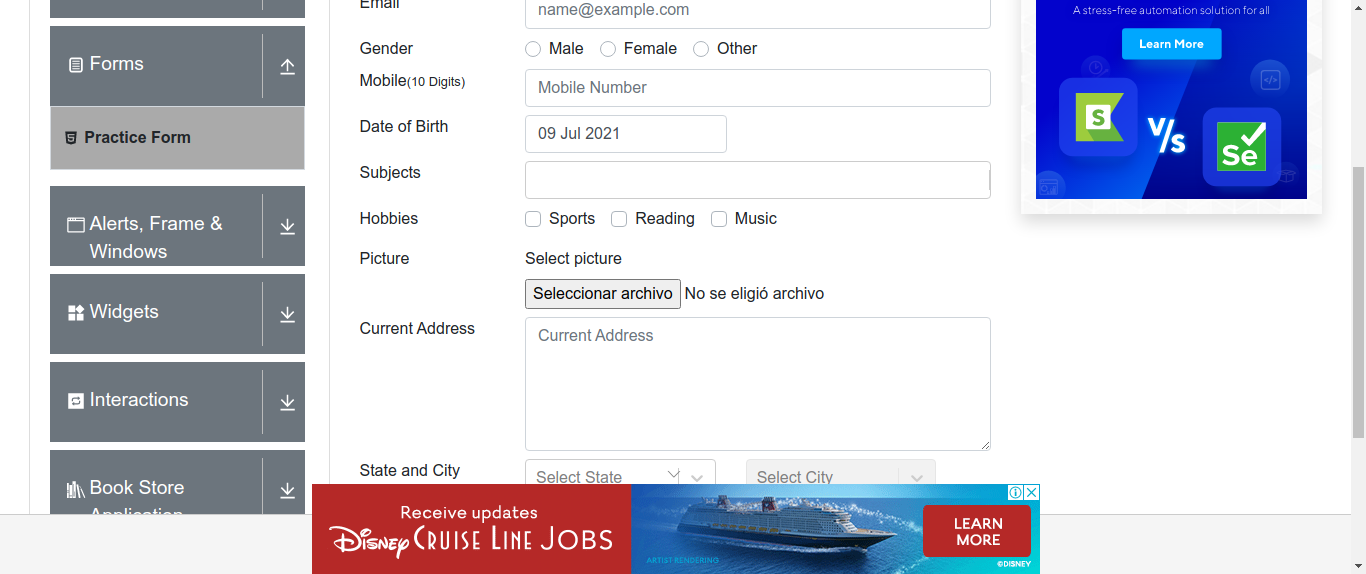 Forms
Practice Form
Alerts, Frame &
Windows
Widgets
Interactions
Book Store
Application
Email
name@example.com
Gender
Male Female Other
Mobile(10 Digits)
Mobile Number
Date of Birth
09 Jul 2021
Subjects
Hobbies
Sports Reading Music
Picture
Select picture
Seleccionar archivo No se eligió archivo
Current Address
Current Address
State and City
Select State
Select City
A stress-free automation solution for all
Learn More
S
V/s
Se
Receive updates
Disney CRUISE LINE JOBS
ARTIST RENDERING
LEARN
MORE
©DISNEY